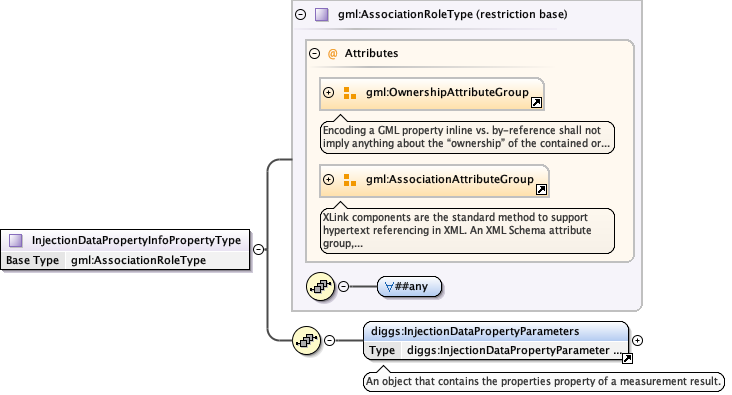 gml:AssociationRoleType (restriction base)
@ Attributes
gml:OwnershipAttributeGroup
Encoding a GML property inline vs. by-reference shall not
imply anything about the “ownership” of the contained or...
gml:AssociationAttributeGroup
XLink components are the standard method to support
hypertext referencing in XML. An XML Schema attribute
group,...
InjectionDataPropertyInfoPropertyType
Base Type gml:AssociationRoleType
∀##any
diggs:InjectionDataPropertyParameters
Type diggs:InjectionDataPropertyParameter ...
An object that contains the properties property of a measurement result.